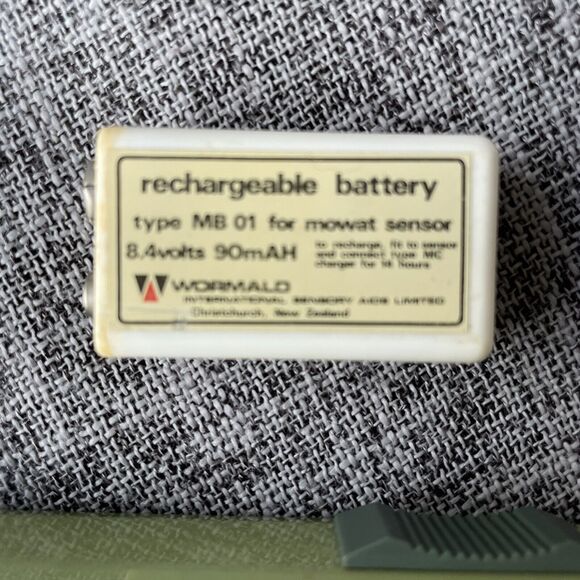 rechargeable battery
type MB 01 for mowat sensor
8.4volts 90mAH
to recharge, fit to sensor
and connect type MC
charger for 16 hours
WORMALD
INTERNATIONAL SENSORY AIDS LIMITED
Christchurch, New Zealand